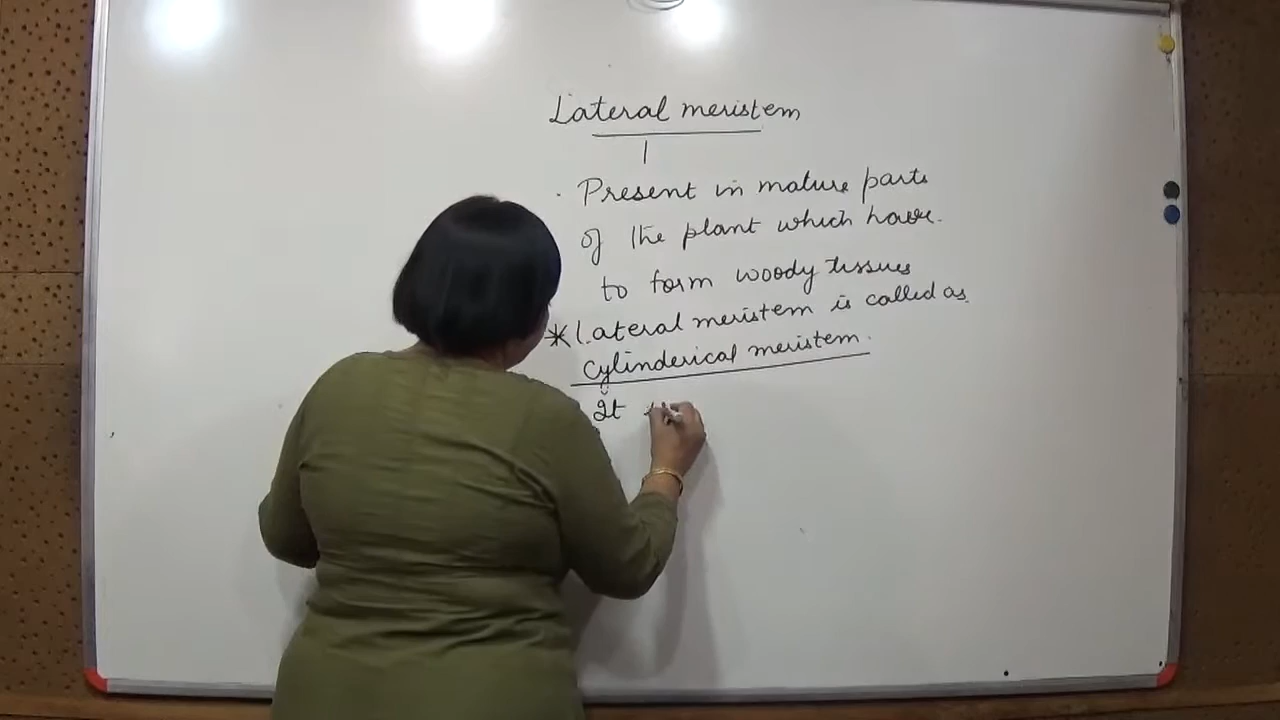 Lateral meristem
. Present in mature parts
of the plant which have.
to form woody tissues
* Lateral meristem is called as
Cylinderical meristem.
It